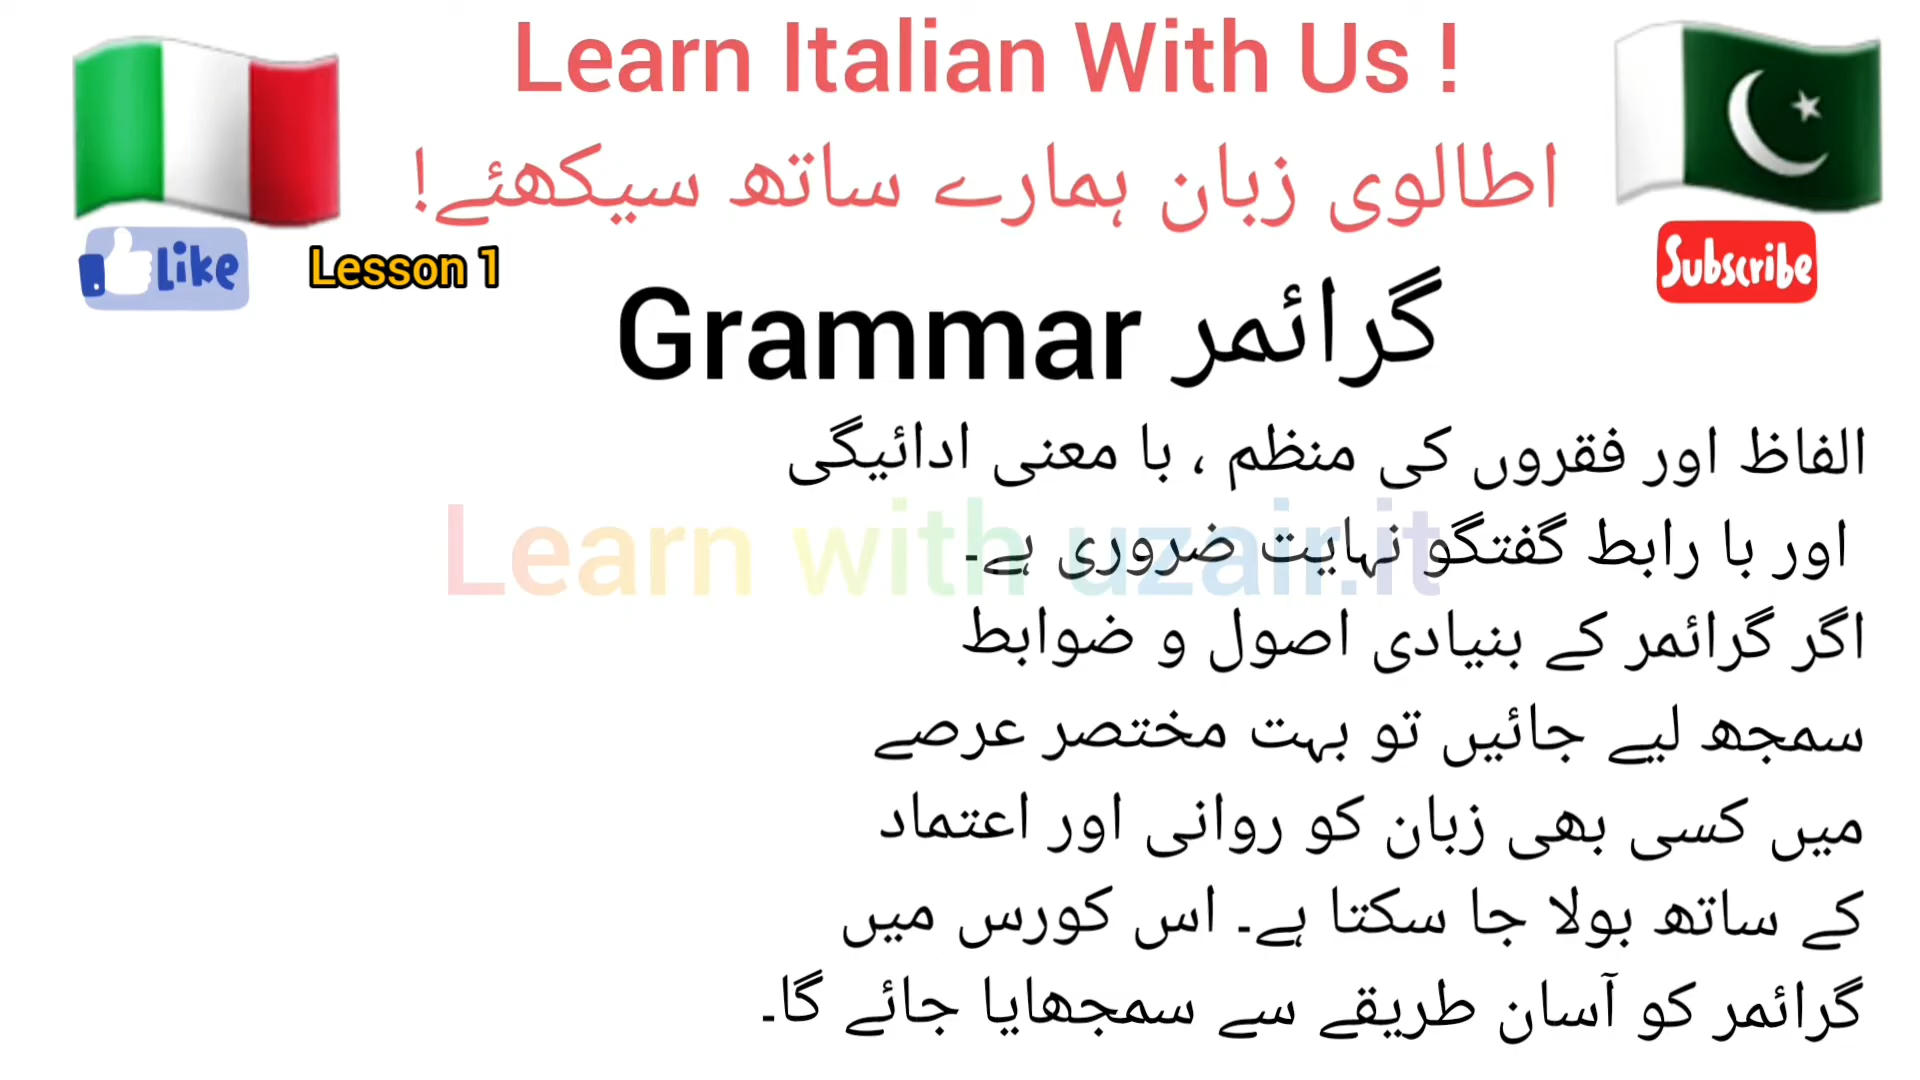 Learn Italian With Us !
اطالوی زبان ہمارے ساتھ سیکھئے!
Like
Lesson 1
Subscribe
Grammar گرائمر
الفاظ اور فقروں کی منظم ، با معنی ادائیگی
اور با رابط گفتگو نہایت ضروری ہے۔
Learn with uzair.it
اگر گرائمر کے بنیادی اصول و ضوابط
سمجھ لیے جائیں تو بہت مختصر عرصے
میں کسی بھی زبان کو روانی اور اعتماد
کے ساتھ بولا جا سکتا ہے۔ اس کورس میں
گرائمر کو آسان طریقے سے سمجھایا جائے گا۔